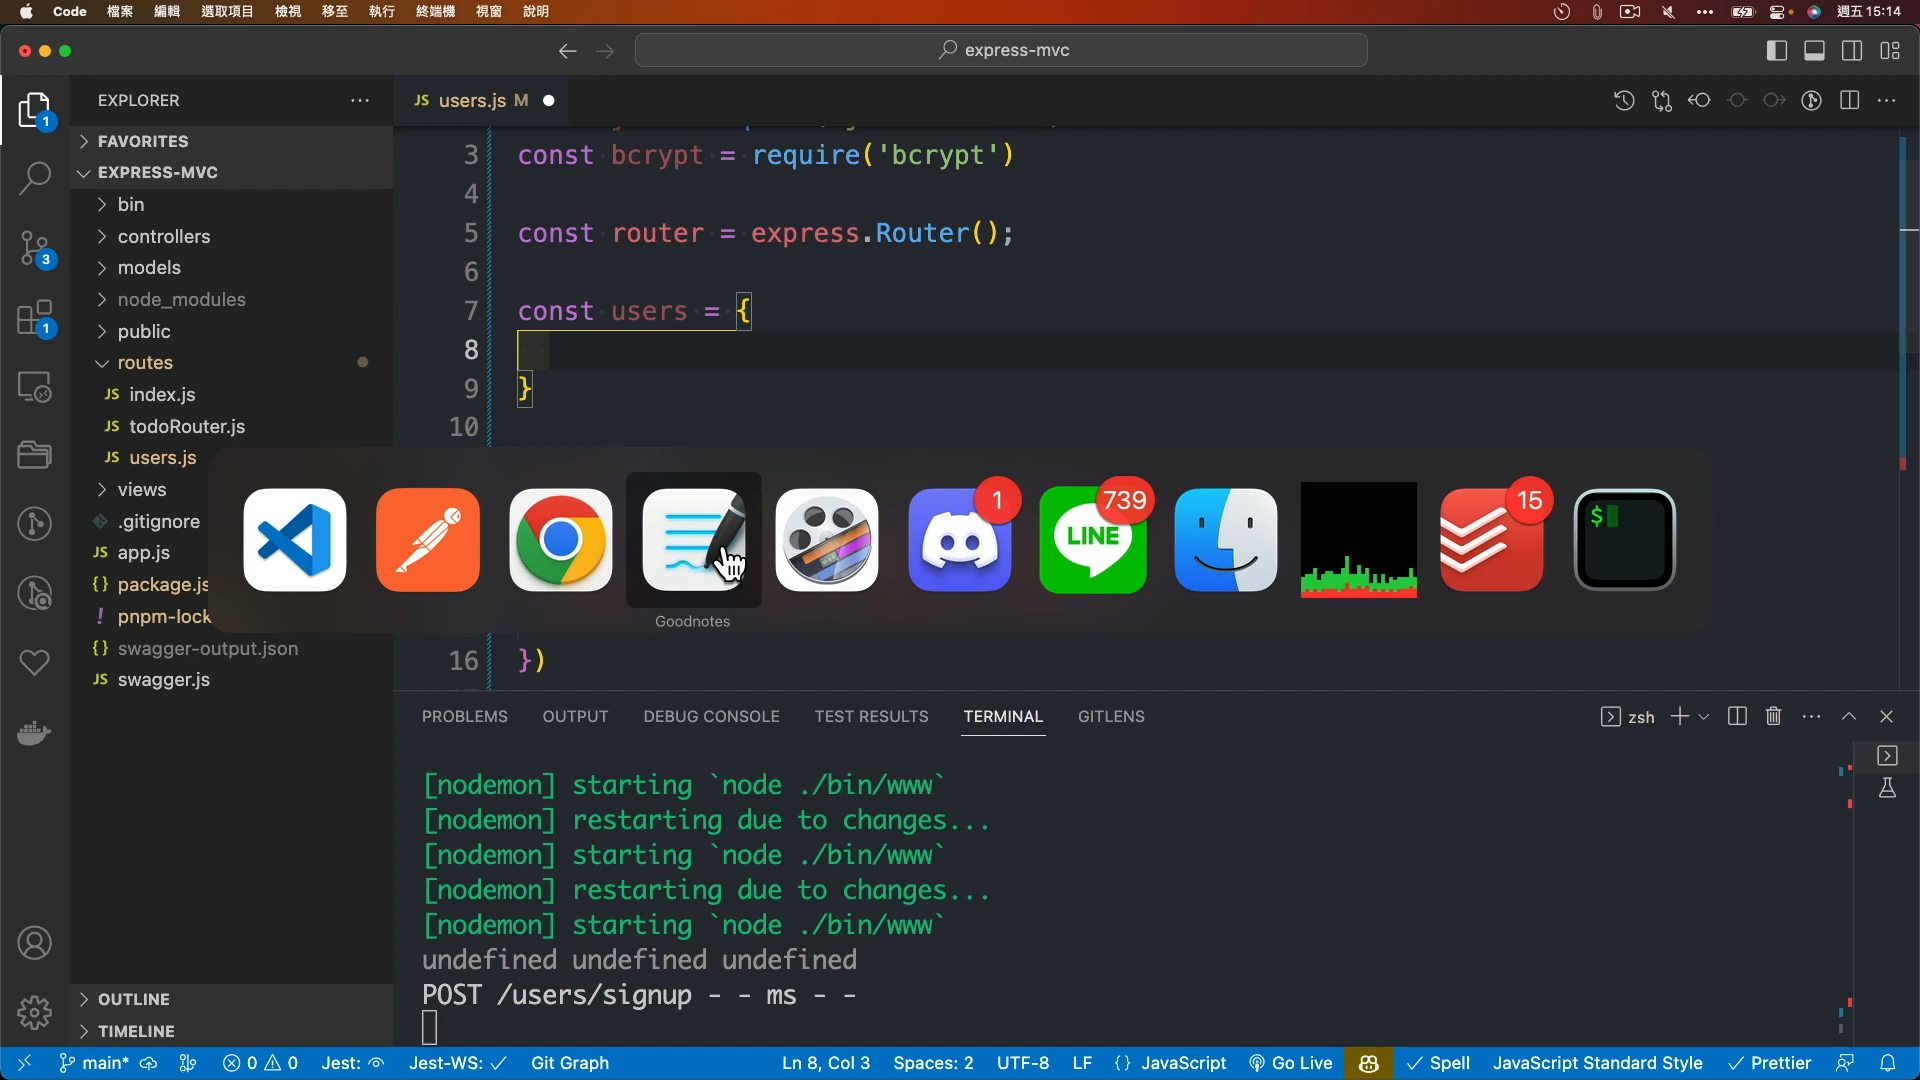 Code 檔案 編輯 選取項目 檢視 移至 執行 終端機 視窗 說明 週五 15:14
express-mvc
EXPLORER
FAVORITES
EXPRESS-MVC
bin
controllers
models
node_modules
public
routes
JS index.js
JS todoRouter.js
JS users.js
views
.gitignore
JS app.js
{} package.js
! pnpm-lock
{} swagger-output.json
JS swagger.js
OUTLINE
TIMELINE
1
3
1
JS users.js M
3 const bcrypt = require('bcrypt')
4
5 const router = express.Router();
6
7 const users = {
8
9 }
10
16 })
1
739
LINE
15
$
Goodnotes
PROBLEMS OUTPUT DEBUG CONSOLE TEST RESULTS TERMINAL GITLENS
zsh
[nodemon] starting `node ./bin/www`
[nodemon] restarting due to changes...
[nodemon] starting `node ./bin/www`
[nodemon] restarting due to changes...
[nodemon] starting `node ./bin/www`
undefined undefined undefined
POST /users/signup - - ms - -
main* 0 0 Jest: Jest-WS: Git Graph Ln 8, Col 3 Spaces: 2 UTF-8 LF {} JavaScript Go Live Spell JavaScript Standard Style Prettier